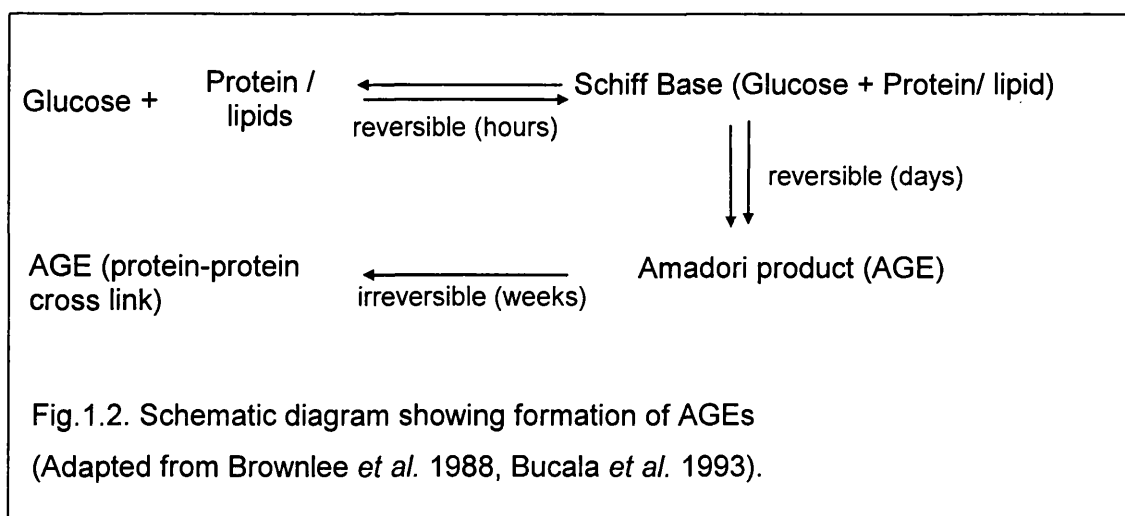 Glucose + Protein / lipids Schiff Base (Glucose + Protein/ lipid)
reversible (hours)
reversible (days)
AGE (protein-protein cross link) Amadori product (AGE)
irreversible (weeks)
Fig.1.2. Schematic diagram showing formation of AGEs
(Adapted from Brownlee et al. 1988, Bucala et al. 1993).